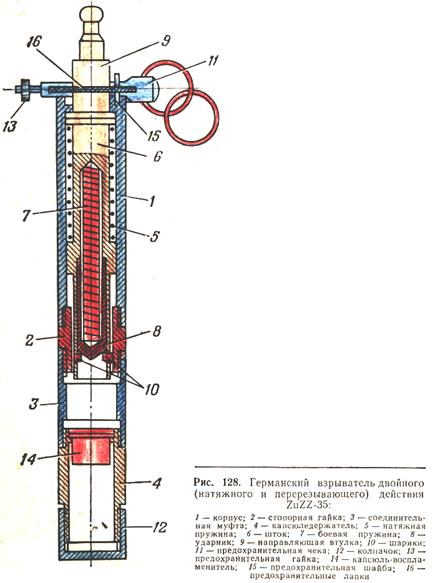 16
9
11
13
15
6
7
1
5
2
8
10
3
14
4
12
Рис. 128. Германский взрыватель двойного
(натяжного и перерезывающего) действия
ZuZZ-35:
1 — корпус; 2 — стопорная гайка; 3 — соединитель-
ная муфта; 4 — капсюледержатель; 5 — натяжная
пружина; 6 — шток; 7 — боевая пружина; 8 —
ударник; 9 — направляющая втулка; 10 — шарики;
11 — предохранительная чека; 12 — колпачок; 13 —
предохранительная гайка; 14 — капсюль-воспла-
менитель; 15 — предохранительная шайба; 16 —
предохранительные лапки